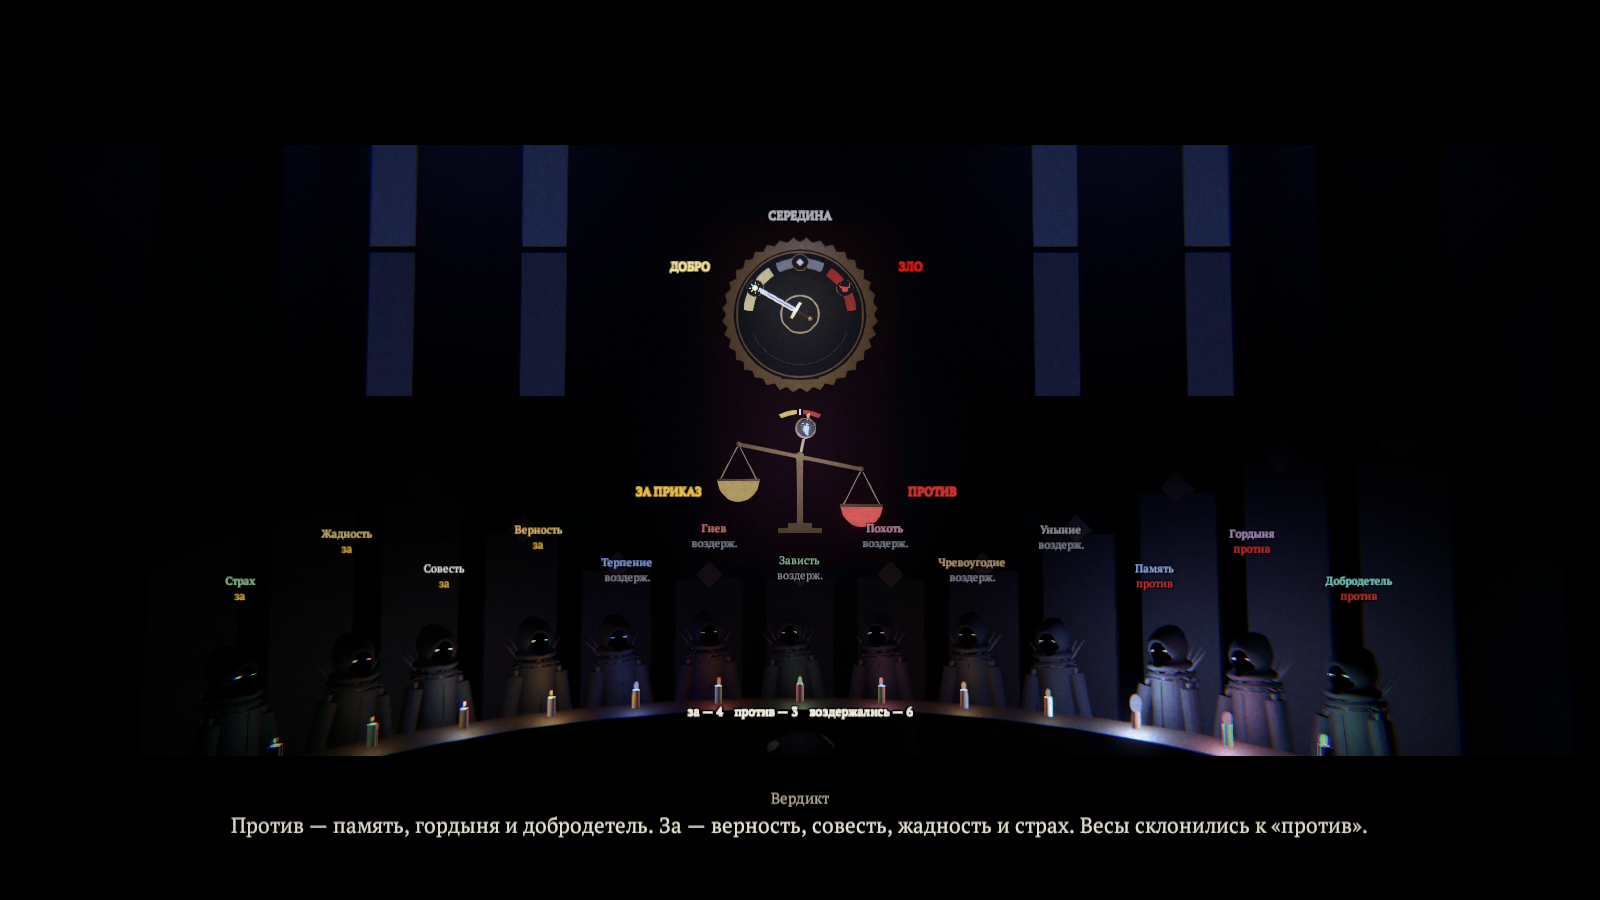 СЕРЕДИНА
ДОБРО
ЗЛО
ЗА ПРИКАЗ
ПРОТИВ
Страх
за
Жадность
за
Совесть
за
Верность
за
Терпение
воздерж.
Гнев
воздерж.
Зависть
воздерж.
Похоть
воздерж.
Чревоугодие
воздерж.
Уныние
воздерж.
Память
против
Гордыня
против
Добродетель
против
за — 4 против — 3 воздержались — 6
Вердикт
Против — память, гордыня и добродетель. За — верность, совесть, жадность и страх. Весы склонились к «против».